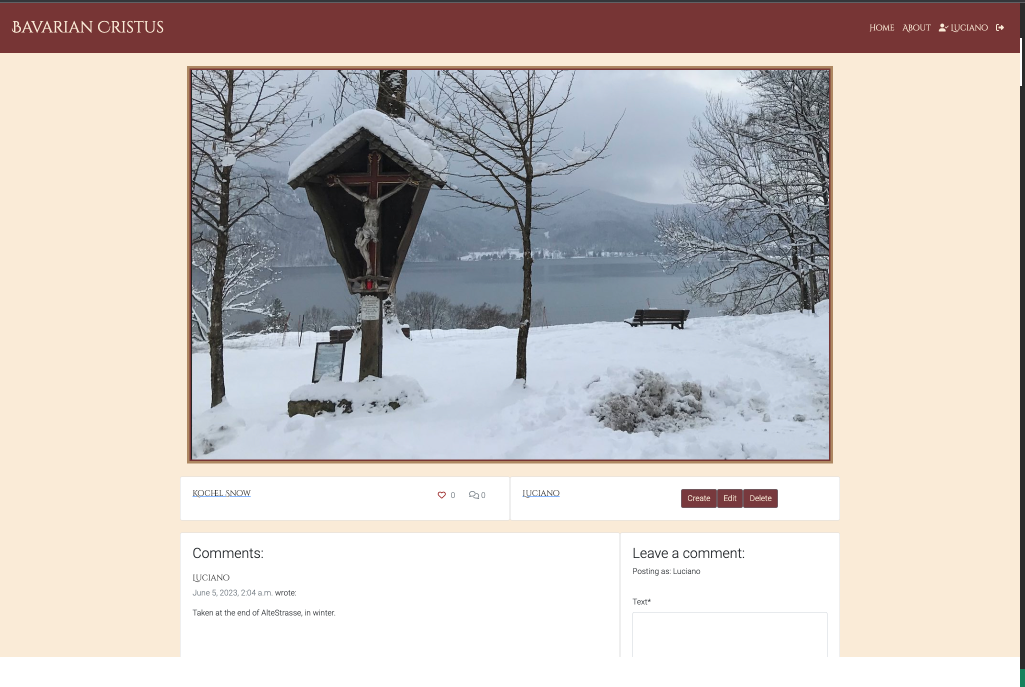 Bavarian Cristus
Home About Luciano
Kochel Snow 0 0
Luciano Create Edit Delete
Comments:
Luciano
June 5, 2023, 2:04 a.m. wrote:
Taken at the end of AlteStrasse, in winter.
Leave a comment:
Posting as: Luciano
Text*